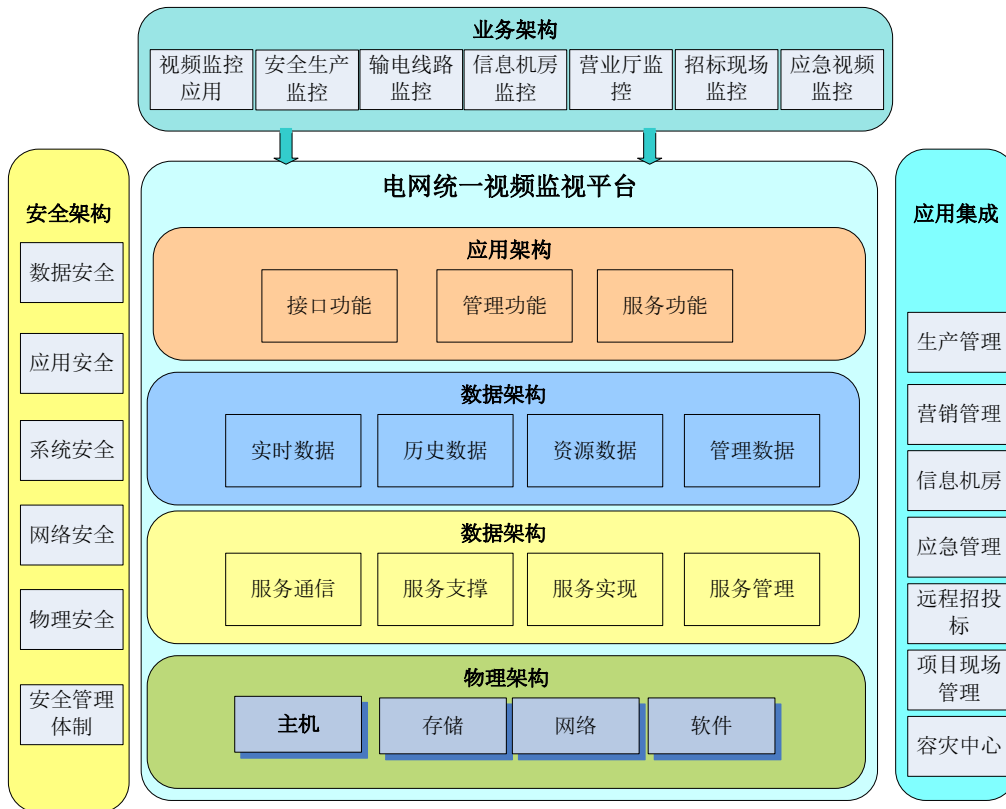 业务架构
视频监控
应用
安全生产
监控
输电线路
监控
信息机房
监控
营业厅监
控
招标现场
监控
应急视频
监控
安全架构
数据安全
应用安全
系统安全
网络安全
物理安全
安全管理
体制
电网统一视频监视平台
应用架构
接口功能
管理功能
服务功能
数据架构
实时数据
历史数据
资源数据
管理数据
数据架构
服务通信
服务支撑
服务实现
服务管理
物理架构
主机
存储
网络
软件
应用集成
生产管理
营销管理
信息机房
应急管理
远程招投
标
项目现场
管理
容灾中心